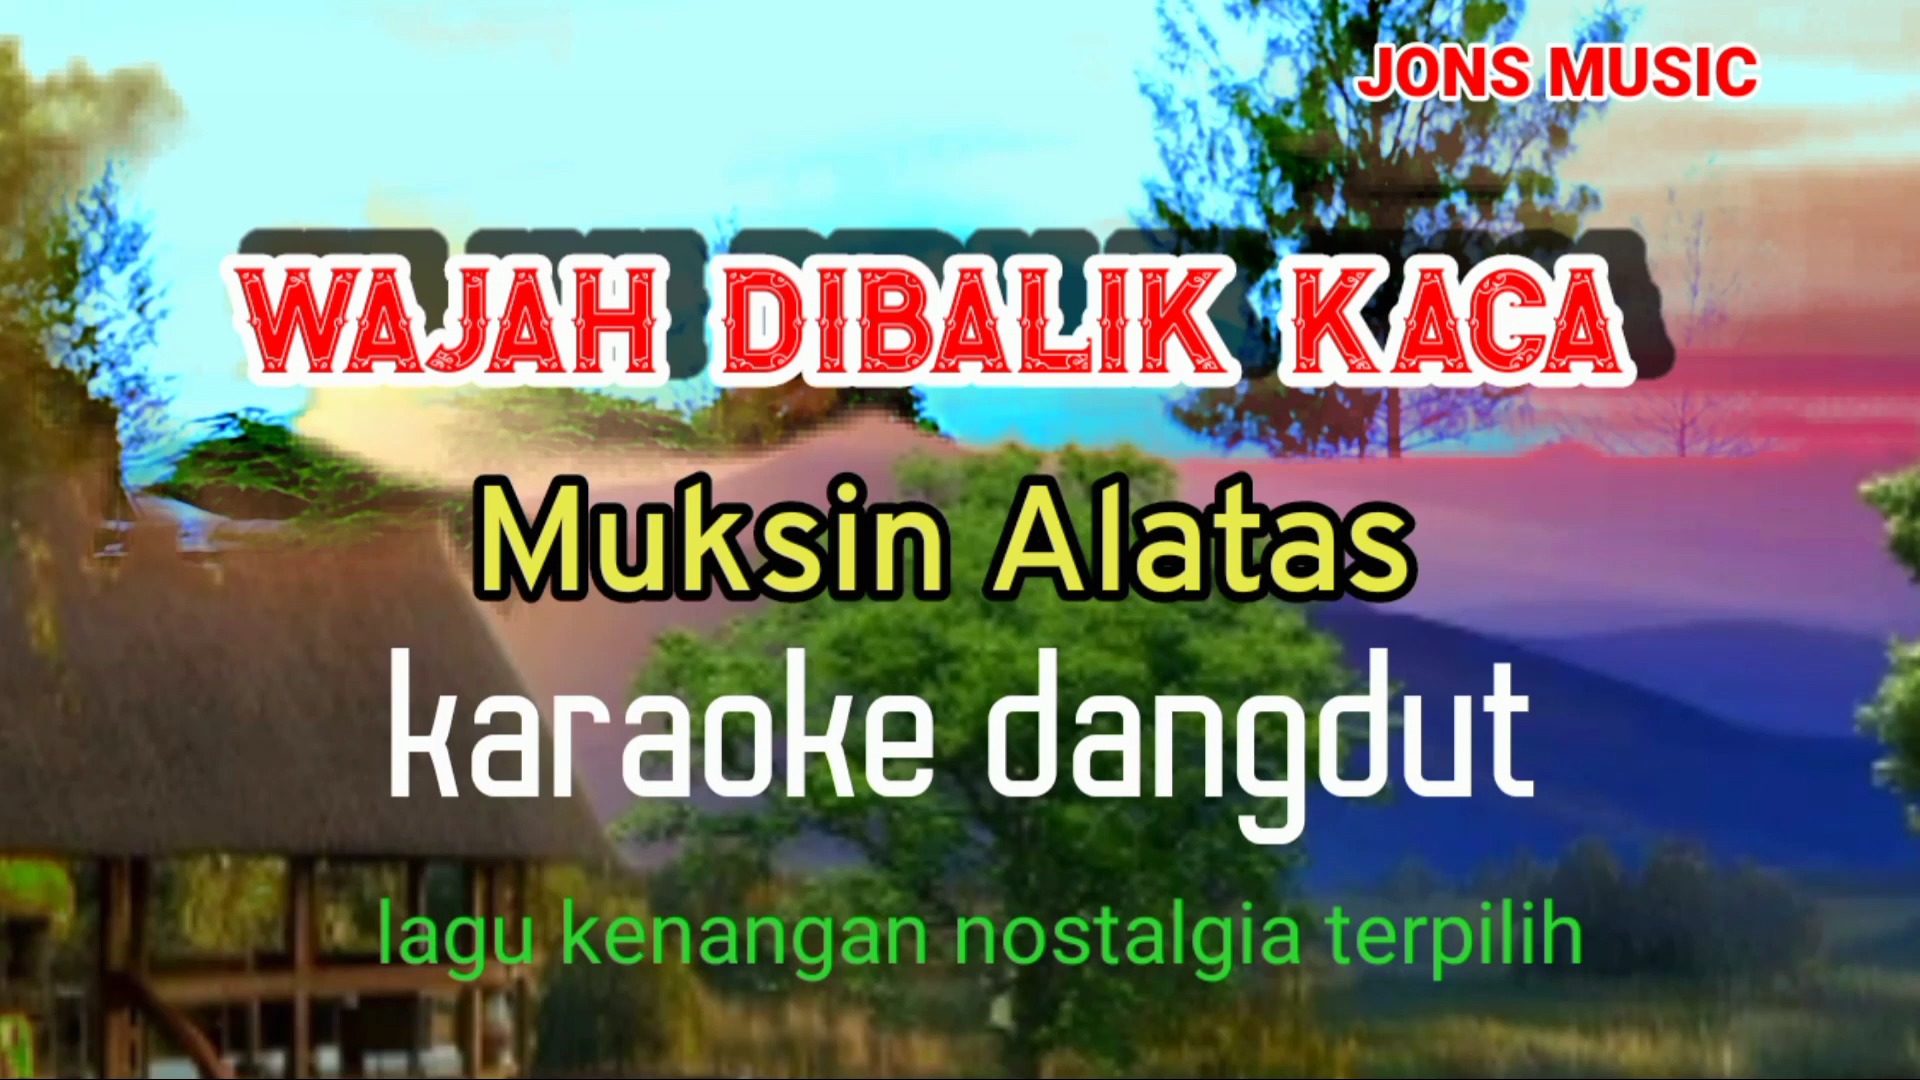 JONS MUSIC
WAJAH DIBALIK KACA
Muksin Alatas
karaoke dangdut
lagu kenangan nostalgia terpilih